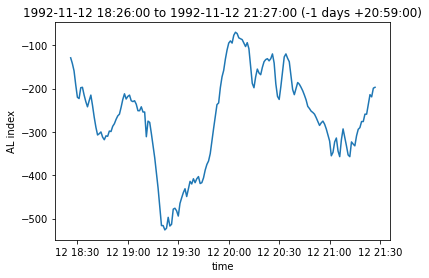 1992-11-12 18:26:00 to 1992-11-12 21:27:00 (-1 days +20:59:00)
−100
−200
−300
−400
−500
AL index
12 18:30 12 19:00 12 19:30 12 20:00 12 20:30 12 21:00 12 21:30
time